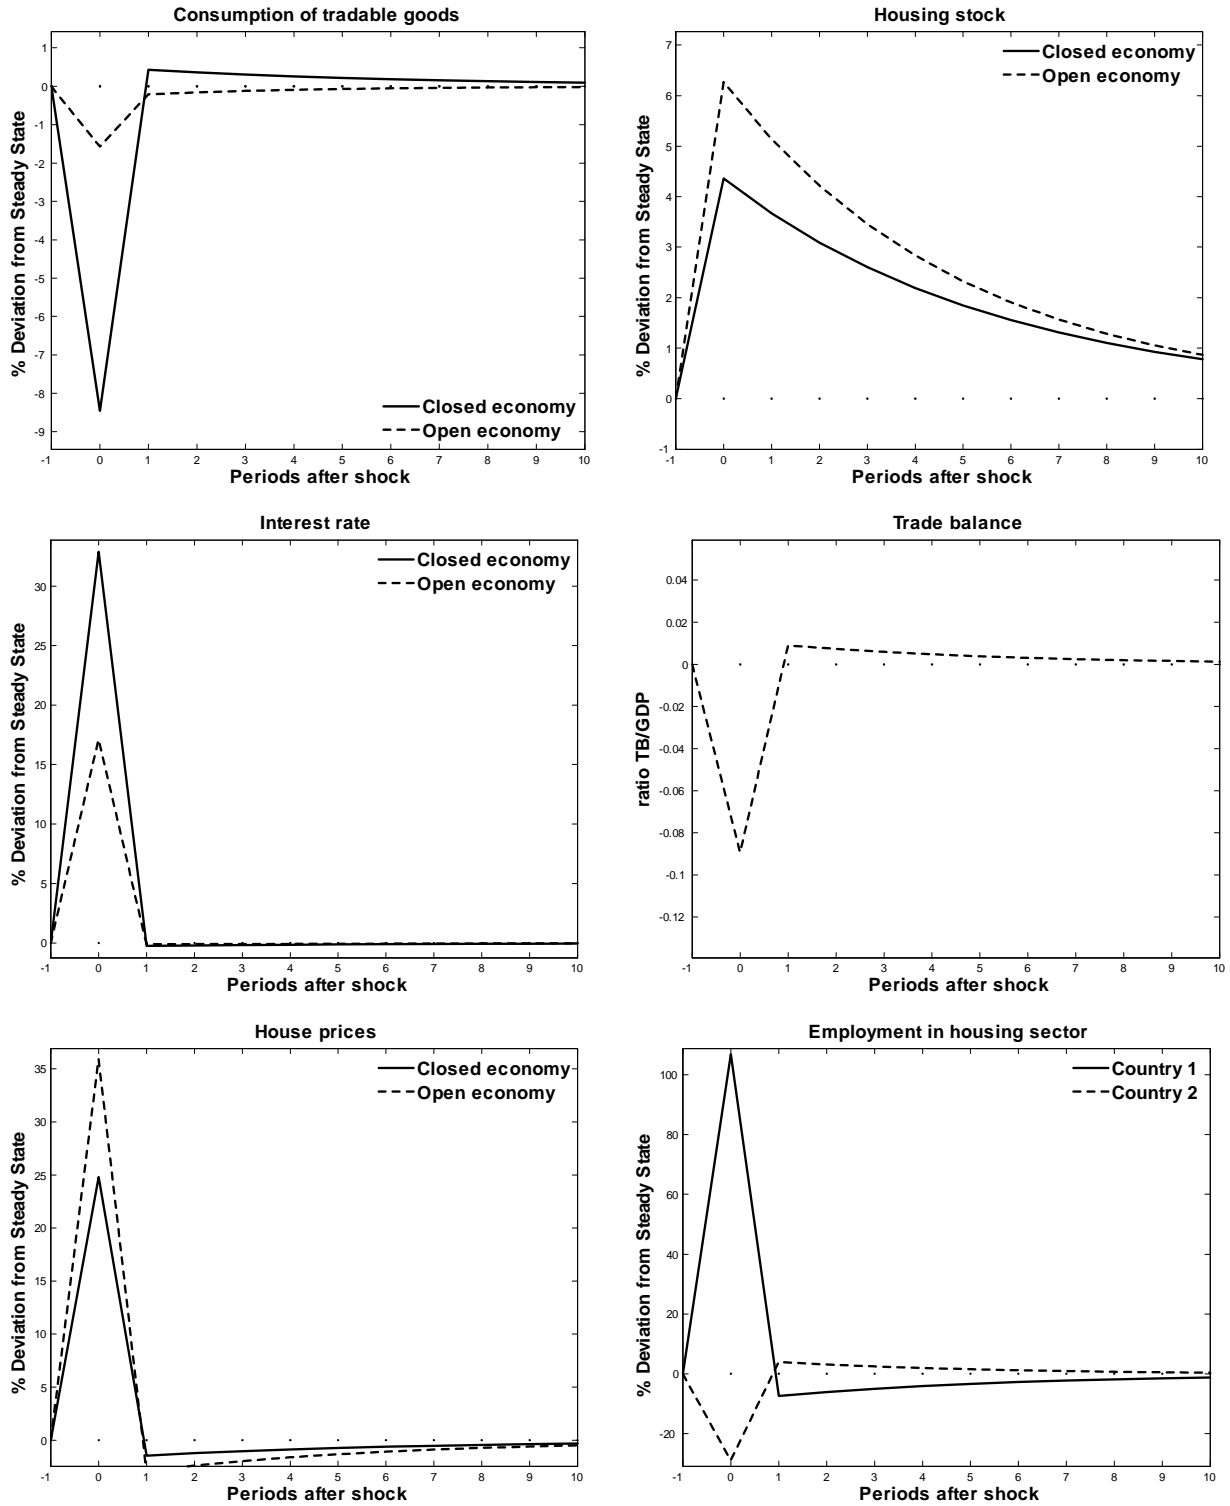 Consumption of tradable goods
% Deviation from Steady State
1
0
-1
-2
-3
-4
-5
-6
-7
-8
-9
Closed economy
Open economy
-1 0 1 2 3 4 5 6 7 8 9 10
Periods after shock
Housing stock
% Deviation from Steady State
7
6
5
4
3
2
1
0
-1
Closed economy
Open economy
-1 0 1 2 3 4 5 6 7 8 9 10
Periods after shock
Interest rate
% Deviation from Steady State
30
25
20
15
10
5
0
Closed economy
Open economy
-1 0 1 2 3 4 5 6 7 8 9 10
Periods after shock
Trade balance
ratio TB/GDP
0.04
0.02
0
-0.02
-0.04
-0.06
-0.08
-0.1
-0.12
-1 0 1 2 3 4 5 6 7 8 9 10
Periods after shock
House prices
% Deviation from Steady State
35
30
25
20
15
10
5
0
Closed economy
Open economy
-1 0 1 2 3 4 5 6 7 8 9 10
Periods after shock
Employment in housing sector
% Deviation from Steady State
100
80
60
40
20
0
-20
Country 1
Country 2
-1 0 1 2 3 4 5 6 7 8 9 10
Periods after shock